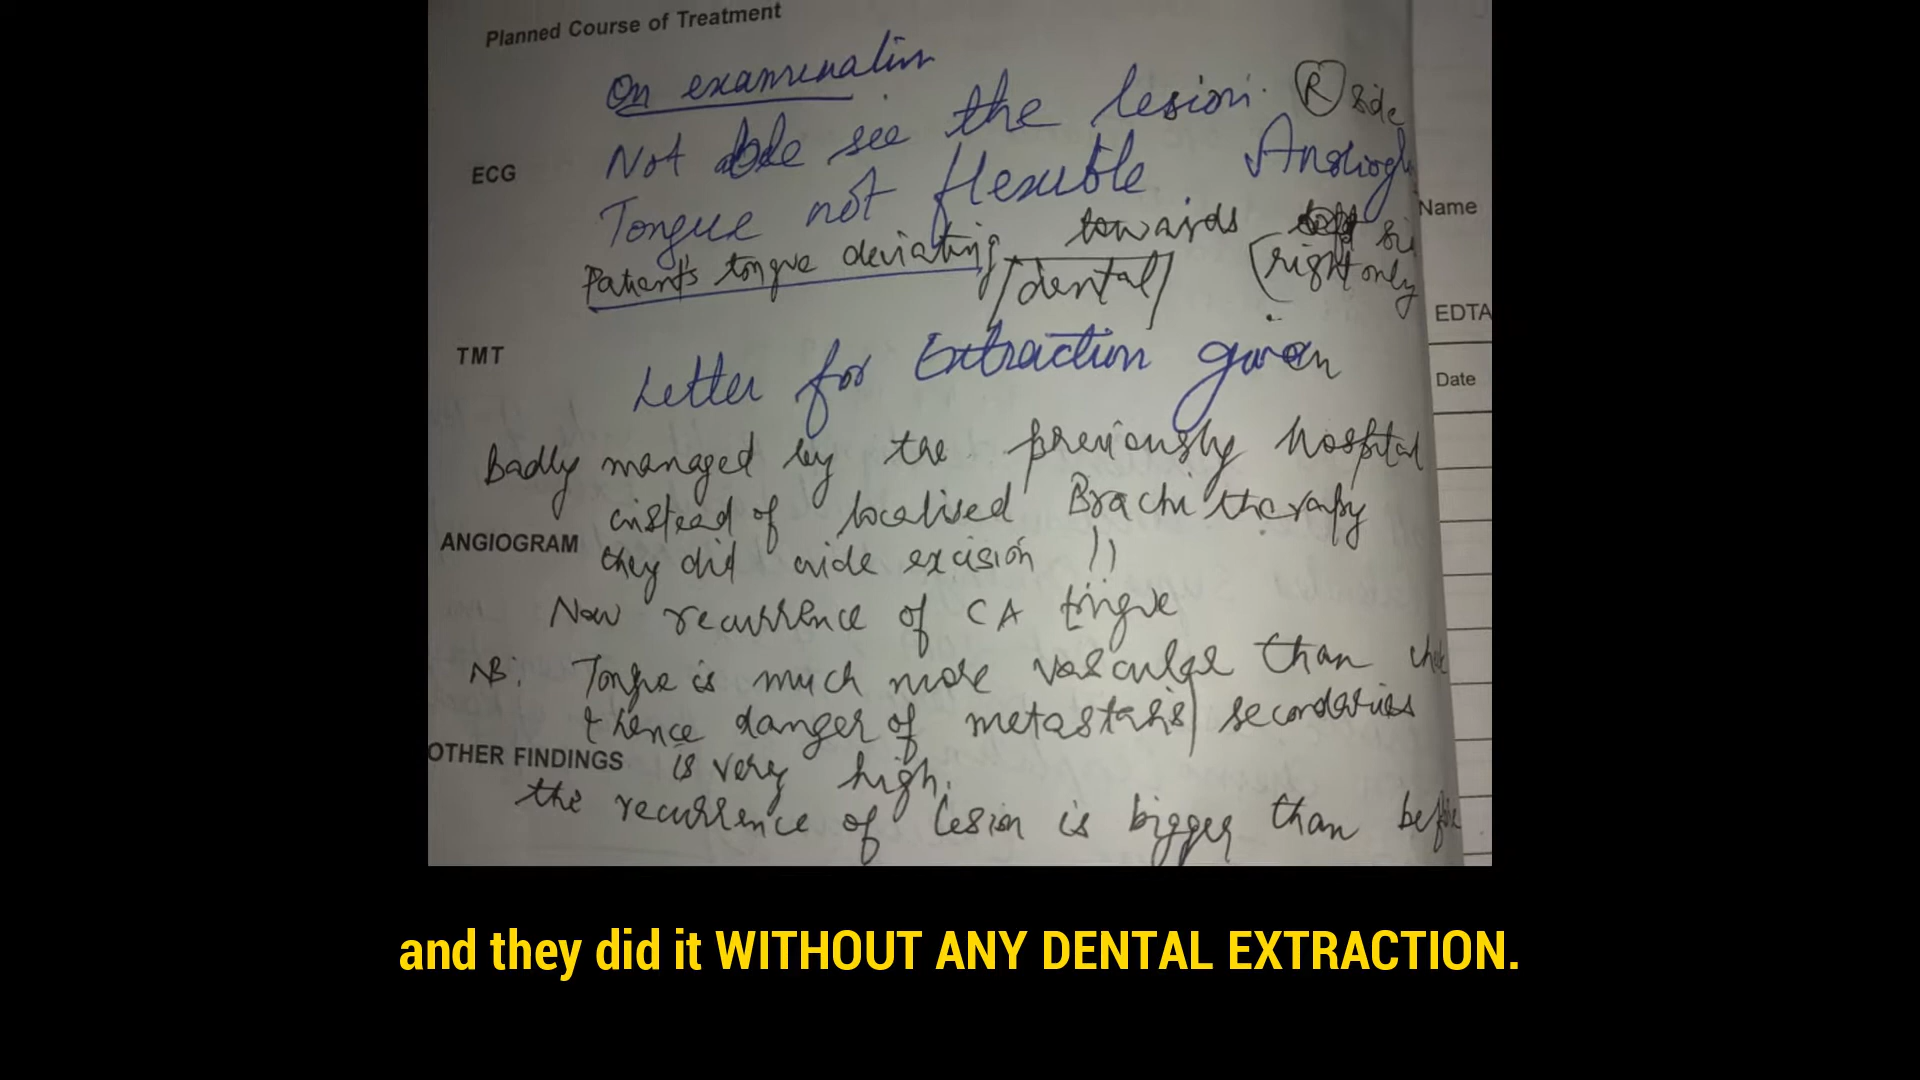 Planned Course of Treatment
On examination
Not able see the lesion. R side
ECG
Tongue not flexible
Name
Patient's tongue deviating towards left si
(right only
[dental]
EDTA
TMT
Letter for Extraction given
Date
Badly managed by the previously hospital
instead of localised Brachi therapy
ANGIOGRAM
they did wide excision !!
Now recurrence of CA tongue
NB: Tongue is much more vascular than
& hence danger of metastasis / secondaries
OTHER FINDINGS
is very high.
the recurrence of lesion is bigger than before
and they did it WITHOUT ANY DENTAL EXTRACTION.